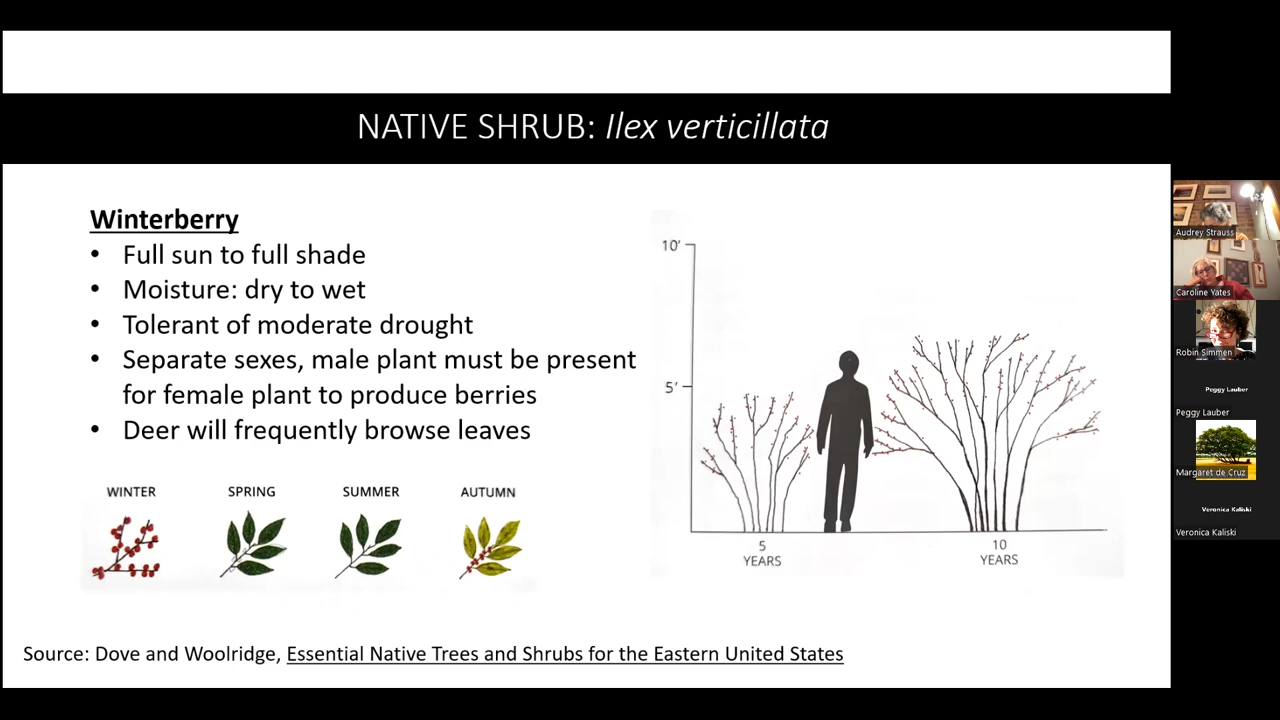 NATIVE SHRUB: Ilex verticillata
Winterberry
• Full sun to full shade
• Moisture: dry to wet
• Tolerant of moderate drought
• Separate sexes, male plant must be present
for female plant to produce berries
• Deer will frequently browse leaves
WINTER SPRING SUMMER AUTUMN
10'
5'
5
YEARS
10
YEARS
Source: Dove and Woolridge, Essential Native Trees and Shrubs for the Eastern United States
Audrey Strauss
Caroline Yates
Robin Simmen
Peggy Lauber
Peggy Lauber
Margaret de Cruz
Veronica Kaliski
Veronica Kaliski